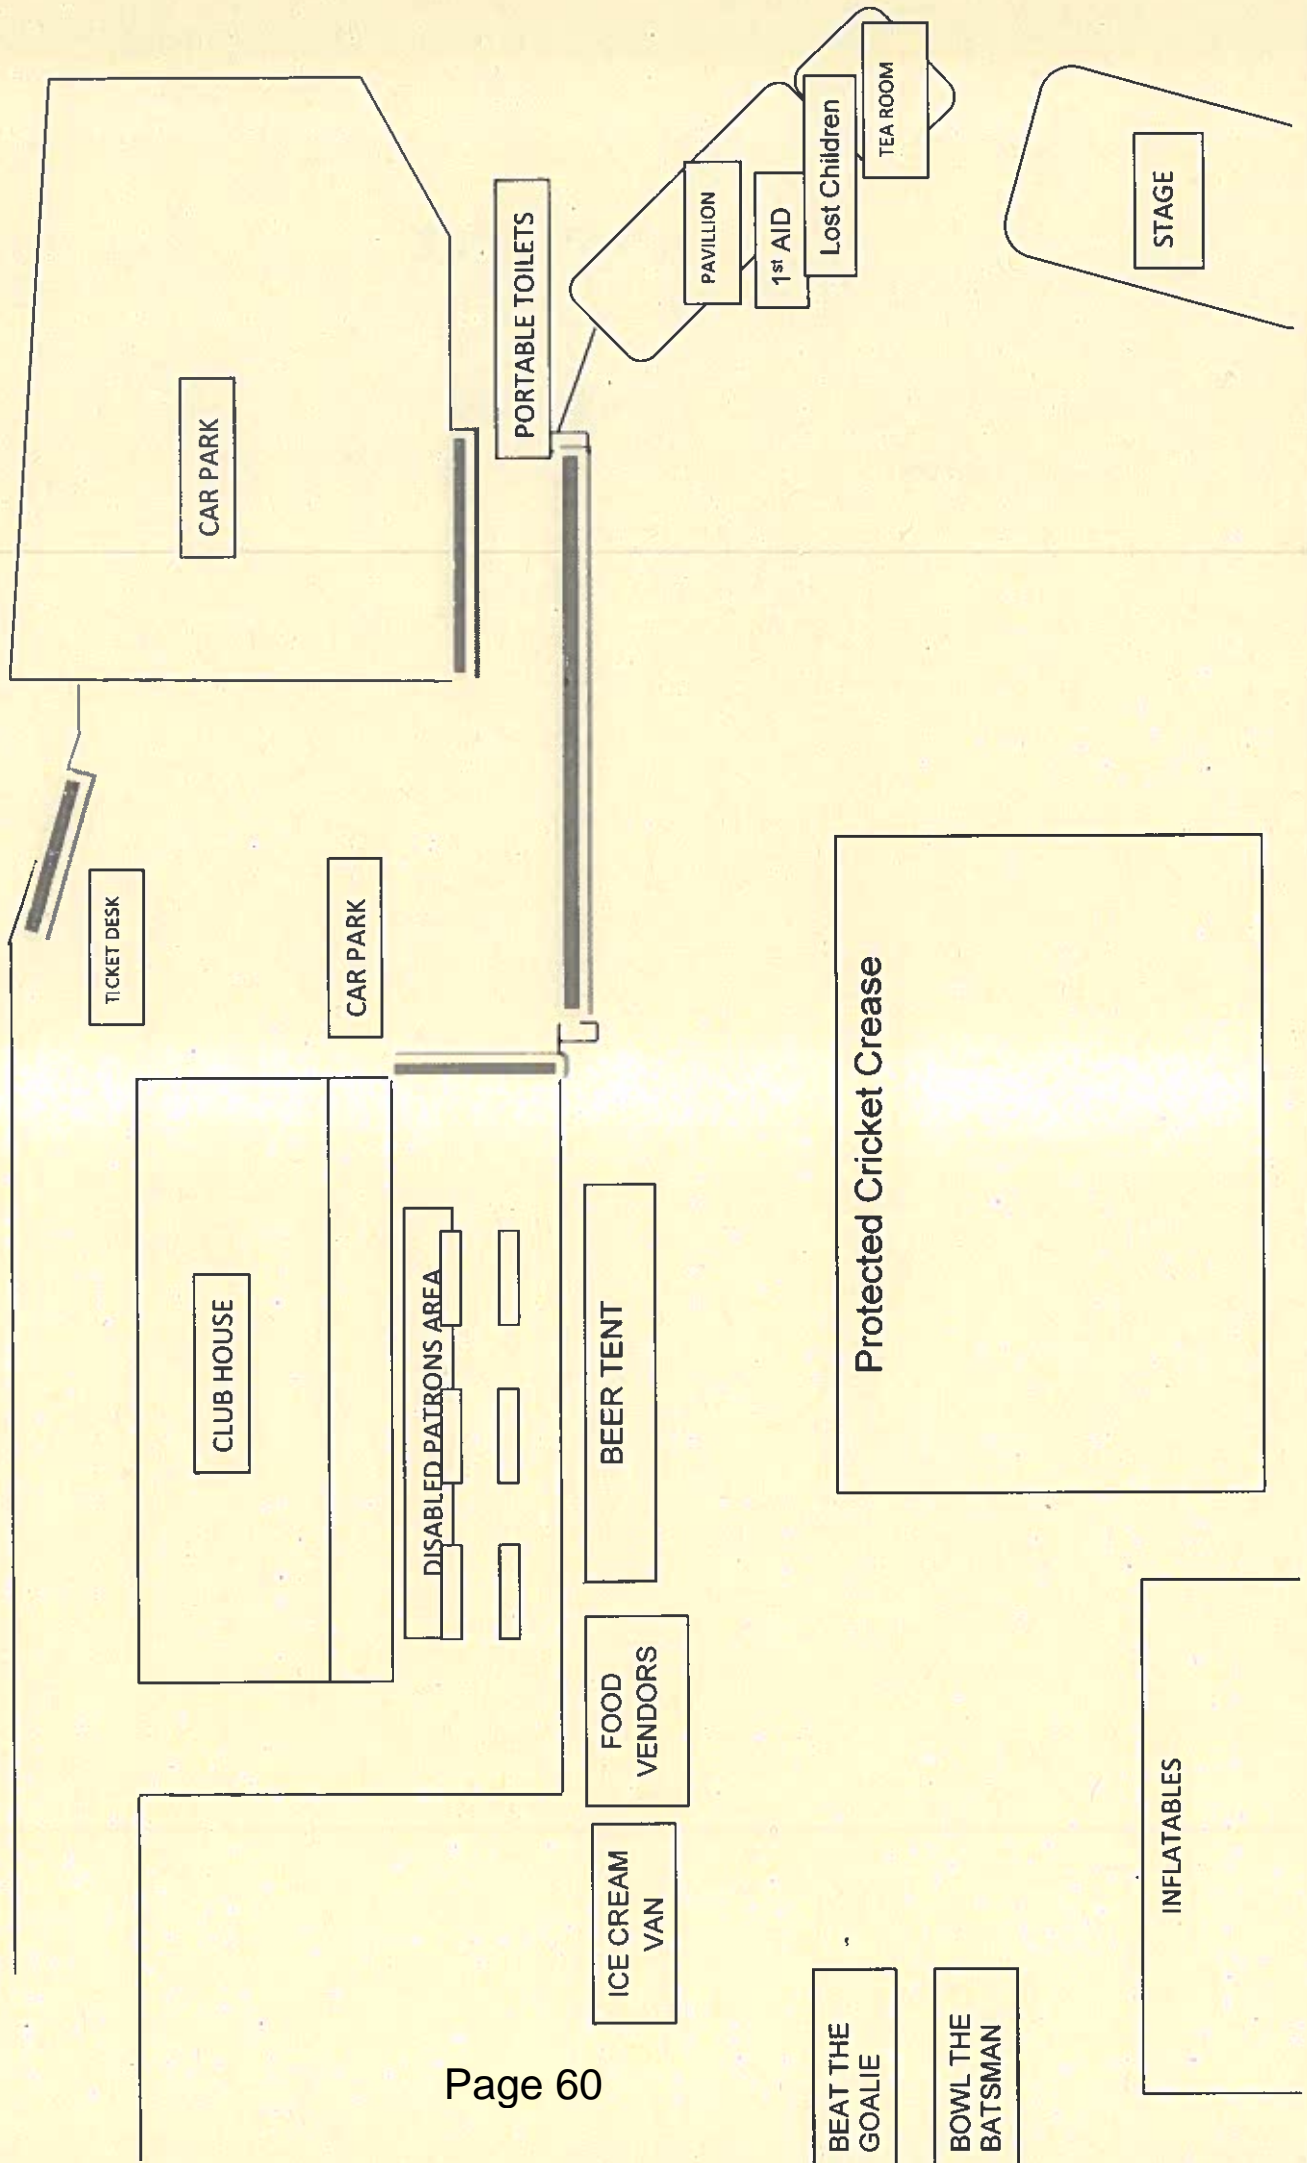 CAR PARK
PORTABLE TOILETS
PAVILLION
1st AID
Lost Children
TEA ROOM
STAGE
TICKET DESK
CAR PARK
CLUB HOUSE
DISABLED PATRONS AREA
BEER TENT
Protected Cricket Crease
FOOD
VENDORS
ICE CREAM
VAN
INFLATABLES
BEAT THE
GOALIE
BOWL THE
BATSMAN
Page 60